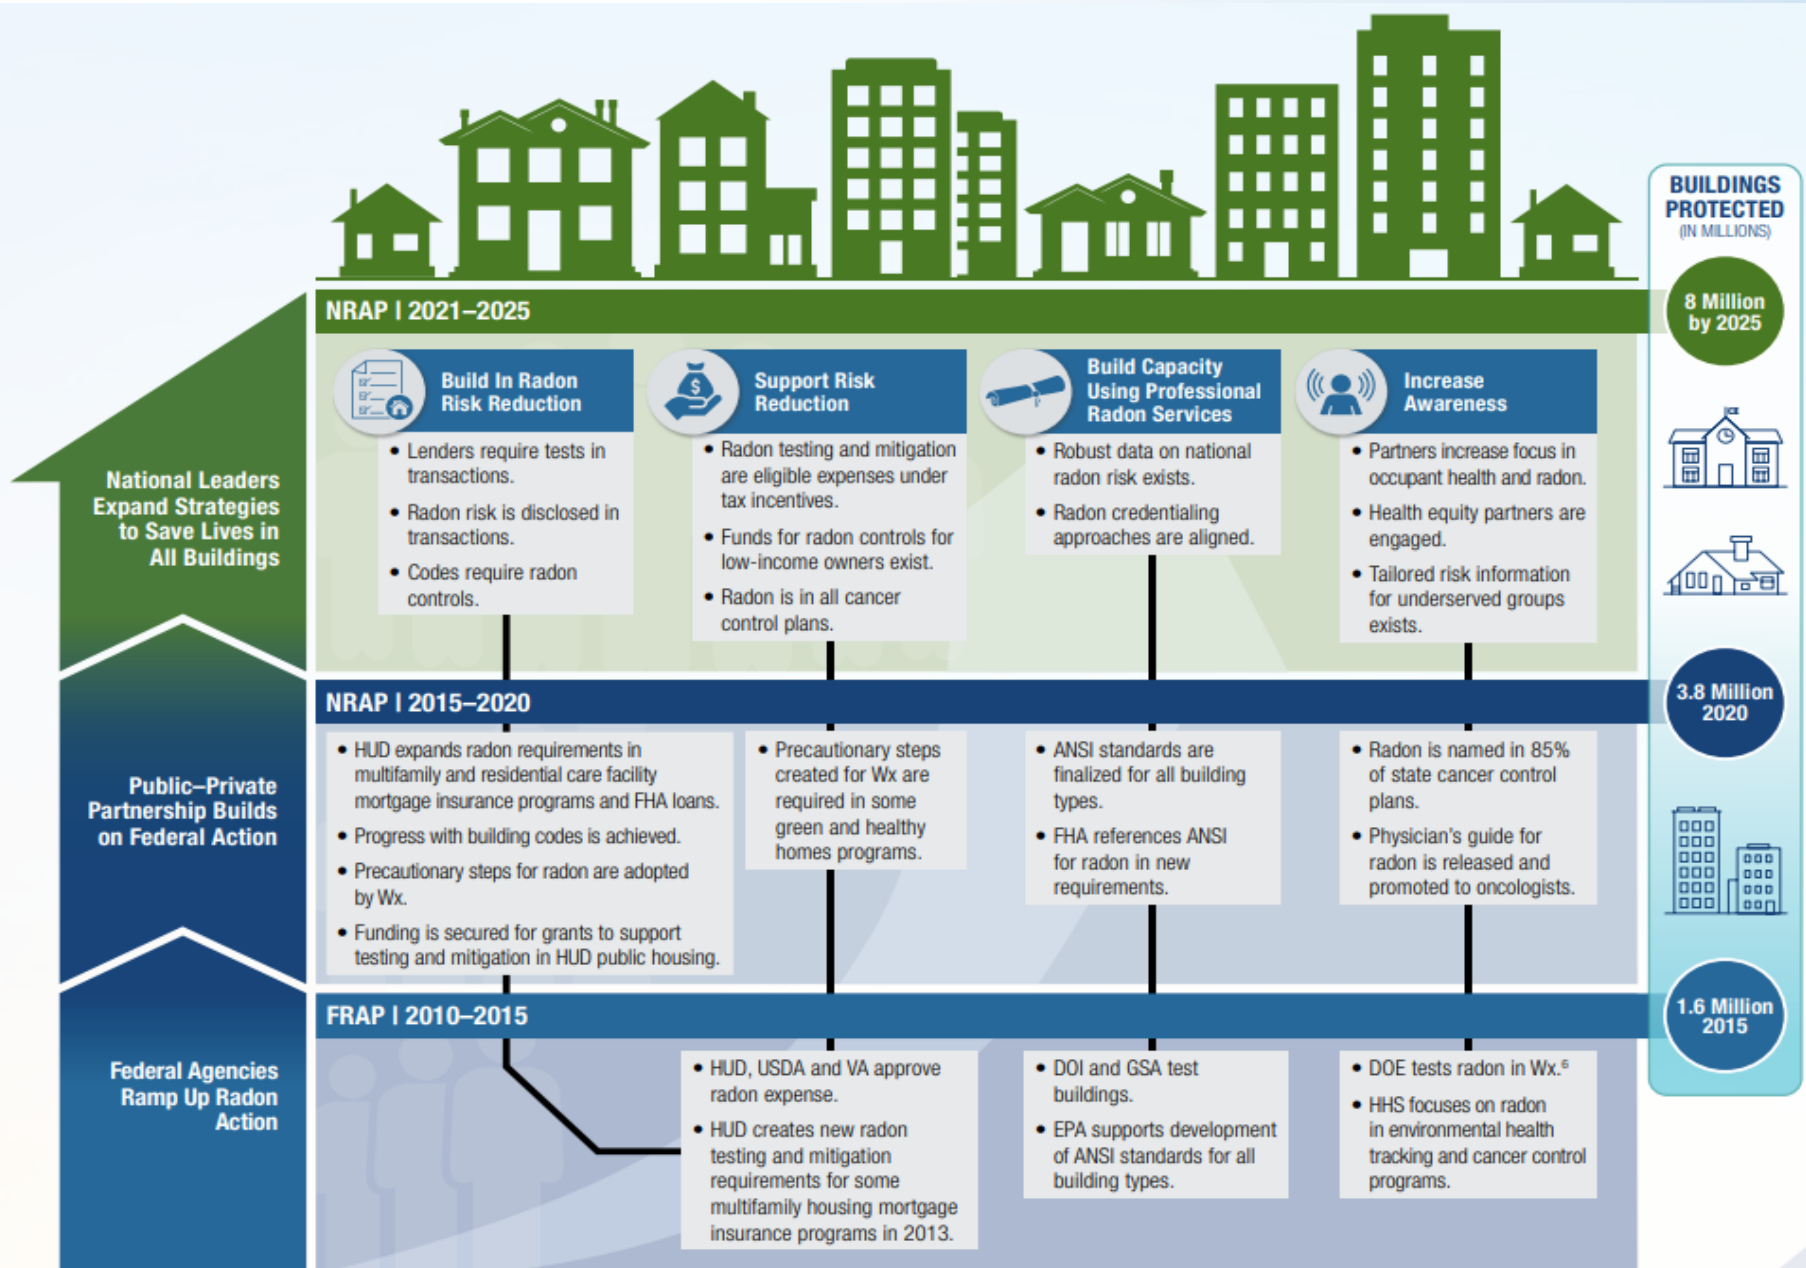 BUILDINGS
PROTECTED
(IN MILLIONS)
NRAP | 2021–2025
8 Million
by 2025
National Leaders
Expand Strategies
to Save Lives in
All Buildings
Build In Radon
Risk Reduction
• Lenders require tests in
transactions.
• Radon risk is disclosed in
transactions.
• Codes require radon
controls.
$
Support Risk
Reduction
• Radon testing and mitigation
are eligible expenses under
tax incentives.
• Funds for radon controls for
low-income owners exist.
• Radon is in all cancer
control plans.
Build Capacity
Using Professional
Radon Services
• Robust data on national
radon risk exists.
• Radon credentialing
approaches are aligned.
Increase
Awareness
• Partners increase focus in
occupant health and radon.
• Health equity partners are
engaged.
• Tailored risk information
for underserved groups
exists.
NRAP | 2015–2020
3.8 Million
2020
Public–Private
Partnership Builds
on Federal Action
• HUD expands radon requirements in
multifamily and residential care facility
mortgage insurance programs and FHA loans.
• Progress with building codes is achieved.
• Precautionary steps for radon are adopted
by Wx.
• Funding is secured for grants to support
testing and mitigation in HUD public housing.
• Precautionary steps
created for Wx are
required in some
green and healthy
homes programs.
• ANSI standards are
finalized for all building
types.
• FHA references ANSI
for radon in new
requirements.
• Radon is named in 85%
of state cancer control
plans.
• Physician's guide for
radon is released and
promoted to oncologists.
FRAP | 2010–2015
1.6 Million
2015
Federal Agencies
Ramp Up Radon
Action
• HUD, USDA and VA approve
radon expense.
• HUD creates new radon
testing and mitigation
requirements for some
multifamily housing mortgage
insurance programs in 2013.
• DOI and GSA test
buildings.
• EPA supports development
of ANSI standards for all
building types.
• DOE tests radon in Wx.⁶
• HHS focuses on radon
in environmental health
tracking and cancer control
programs.